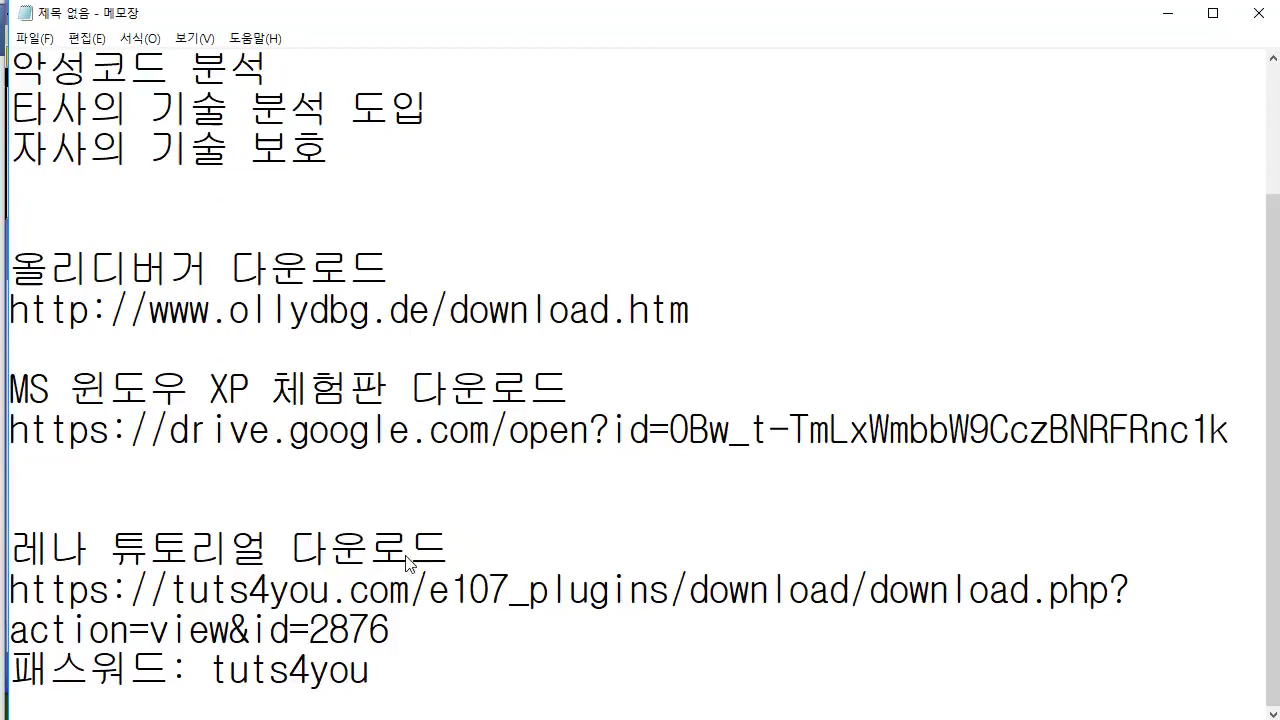 제목 없음 - 메모장
파일(F) 편집(E) 서식(O) 보기(V) 도움말(H)
악성코드 분석
타사의 기술 분석 도입
자사의 기술 보호
올리디버거 다운로드
http://www.ollydbg.de/download.htm
MS 윈도우 XP 체험판 다운로드
https://drive.google.com/open?id=0Bw_t-TmLxWmbbW9CczBNRFRnc1k
레나 튜토리얼 다운로드
https://tuts4you.com/e107_plugins/download/download.php?
action=view&id=2876
패스워드: tuts4you